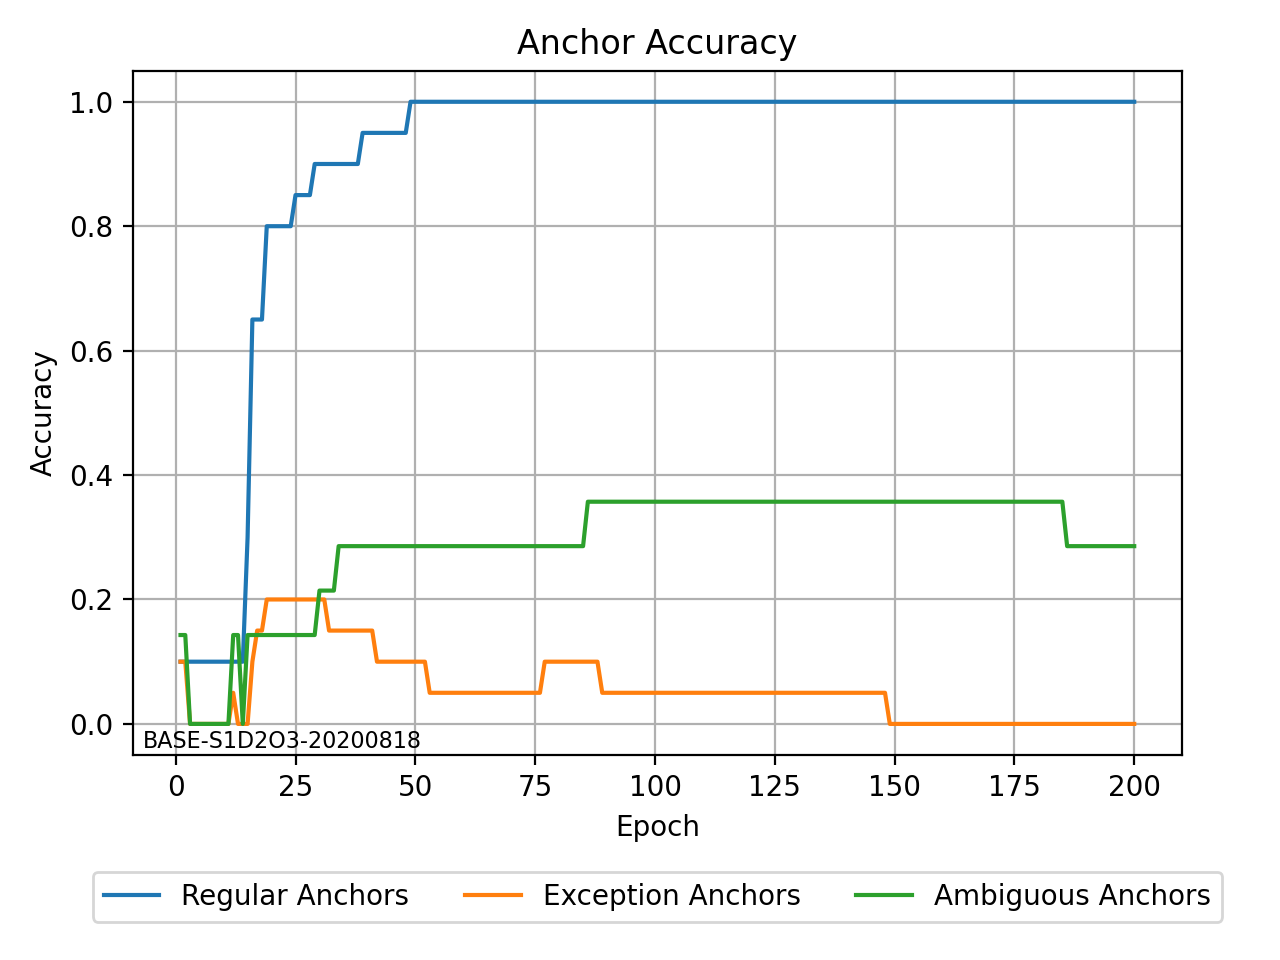 Anchor Accuracy
Accuracy
1.0
0.8
0.6
0.4
0.2
0.0
BASE-S1D2O3-20200818
0 25 50 75 100 125 150 175 200
Epoch
Regular Anchors Exception Anchors Ambiguous Anchors